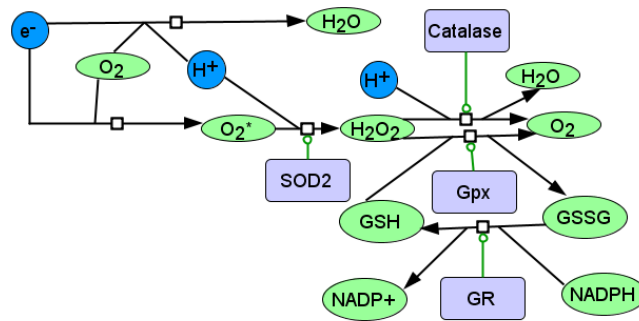 e-
H2O
O2
H+
Catalase
H+
H2O
O2*
H2O2
O2
SOD2
Gpx
GSH
GSSG
NADP+
GR
NADPH